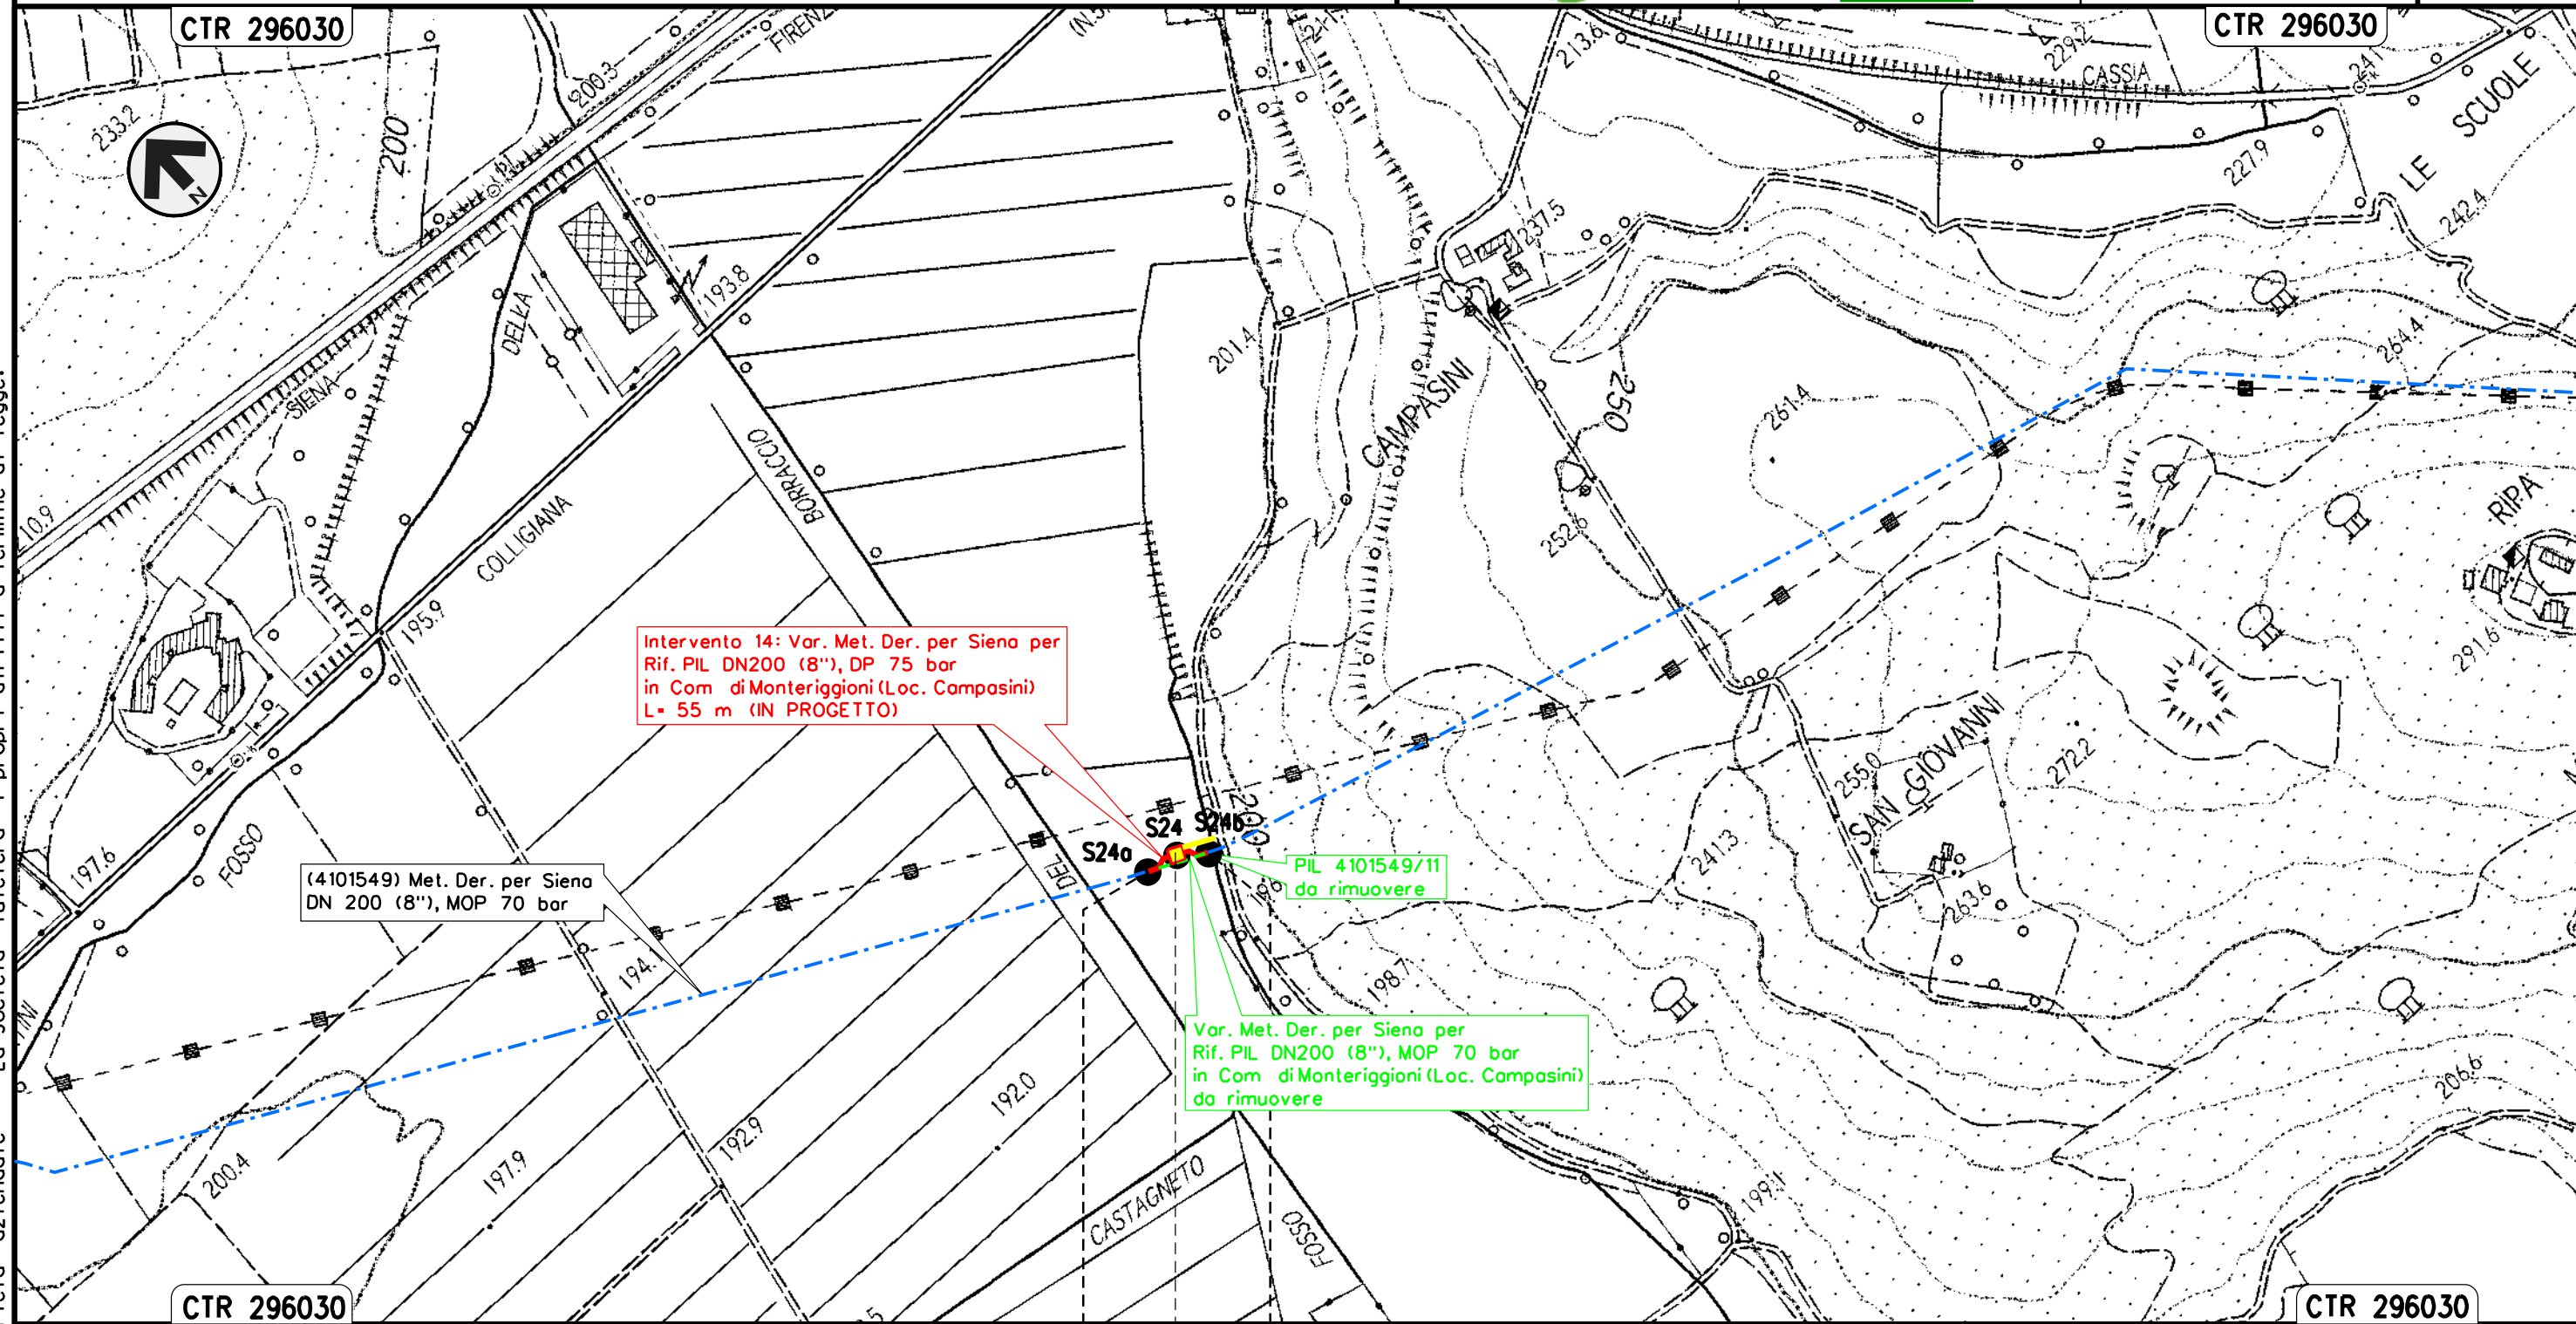 CTR 296030
CTR 296030
FIRENZE
200.3
213.6
229.2
CASSIA
SCUOLE
LE
233.2
200
N
227.9
242.4
237.5
193.8
DELLA
SIENA
201.4
264.4
CAMPASINI
250
261.4
BORRACCIO
COLLIGIANA
10.9
252.6
RIPA
195.9
291.6
Intervento 14: Var. Met. Der. per Siena per
Rif. PIL DN200 (8"), DP 75 bar
in Com di Monteriggioni (Loc. Campasini)
L= 55 m (IN PROGETTO)
SAN GIOVANNI
255.0
272.2
200
S24
S24b
S24a
197.6
FOSSO
DEL
241.3
263.6
(4101549) Met. Der. per Siena
DN 200 (8"), MOP 70 bar
PIL 4101549/11
da rimuovere
194.1
198.7
Var. Met. Der. per Siena per
Rif. PIL DN200 (8"), MOP 70 bar
in Com di Monteriggioni (Loc. Campasini)
da rimuovere
192.0
192.9
206.6
200.4
197.9
CASTAGNETO
FOSSO
199.1
CTR 296030
CTR 296030